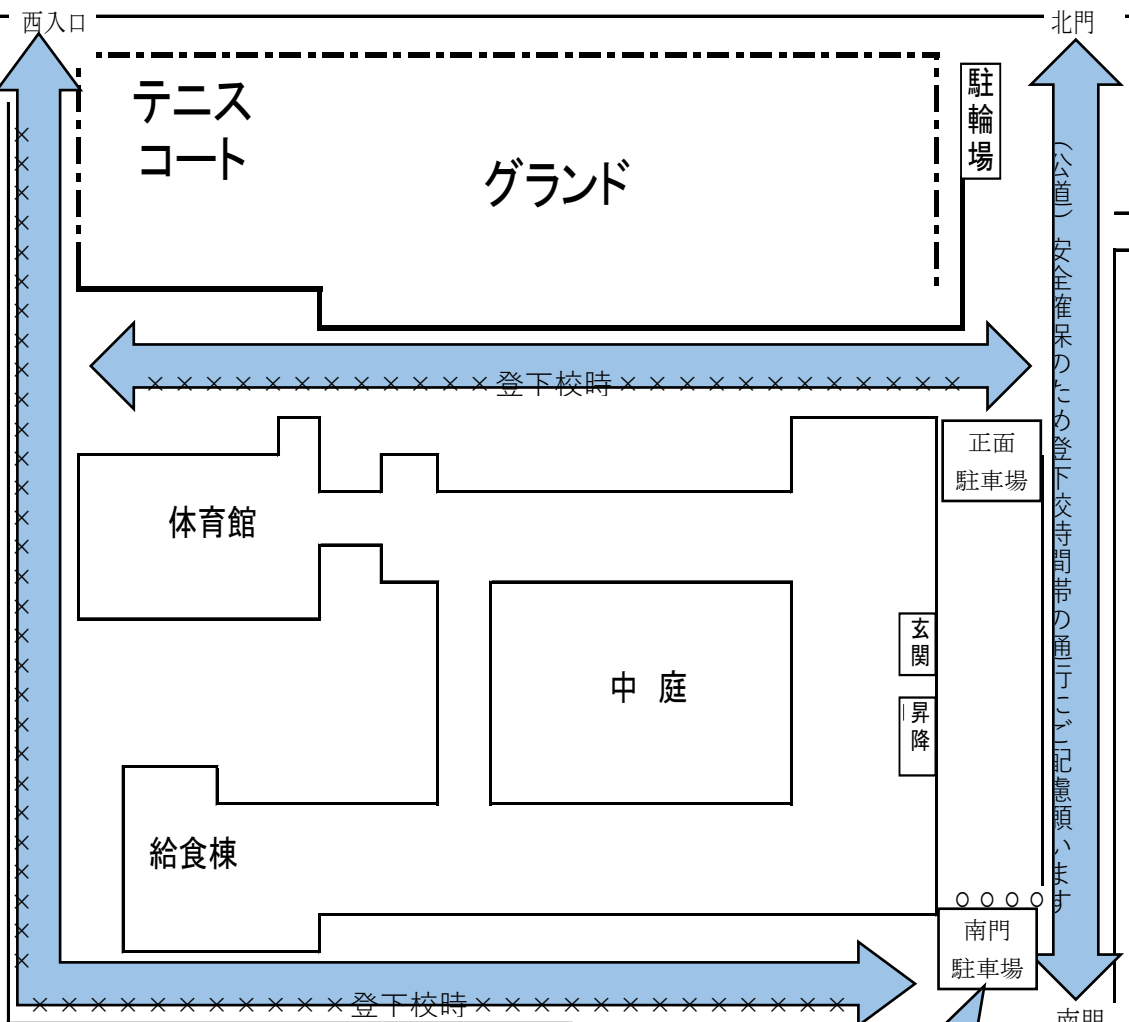 西入口
北門
テニス
コート
グランド
駐輪場
(公道)安全確保のため登下校時間帯の通行にご配慮願います
××××××××××××登下校時××××××××××××
正面
駐車場
体育館
玄関
中 庭
昇降
給食棟
○○○○
南門
駐車場
×××××××××××登下校時×××××××××××××
南門